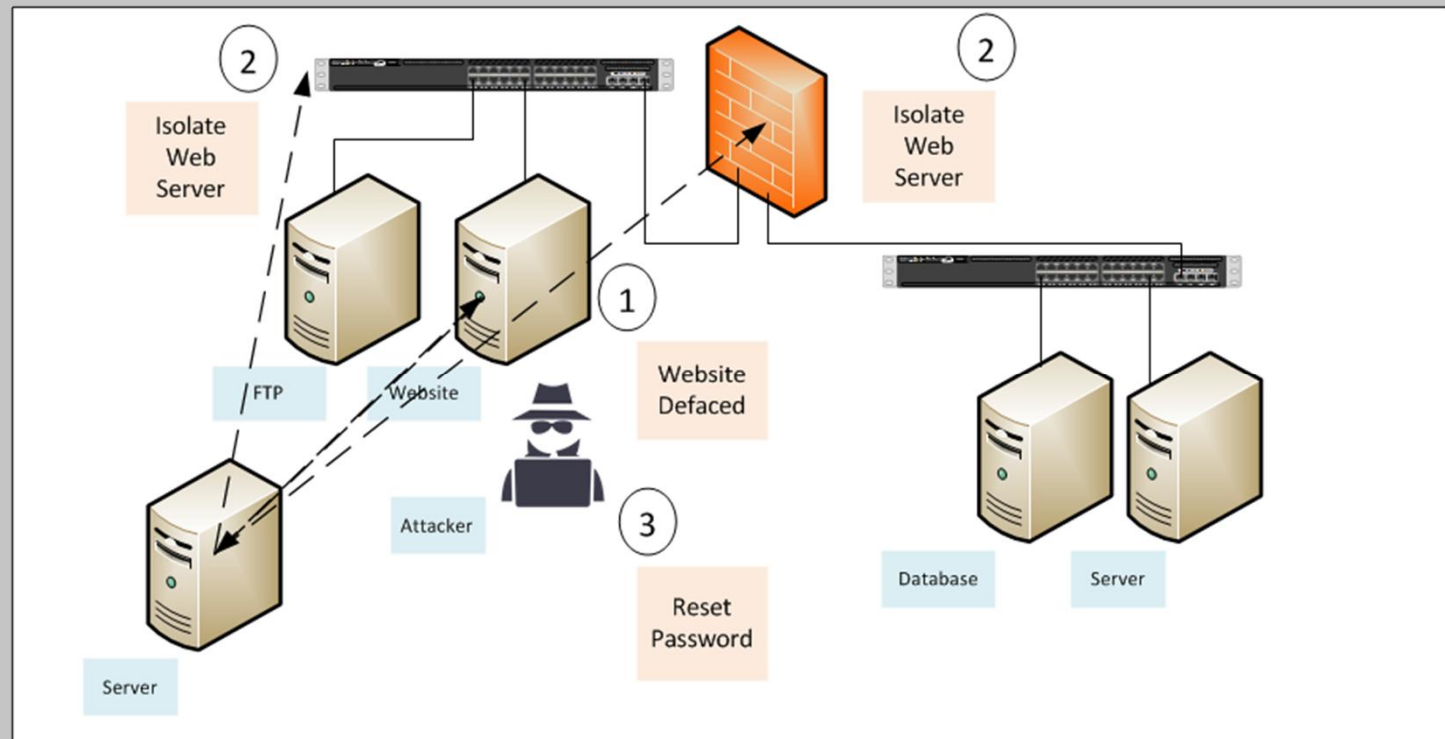 2
2
Isolate
Web
Server
Isolate
Web
Server
1
FTP
Website
Website
Defaced
Attacker
3
Database
Server
Reset
Password
Server